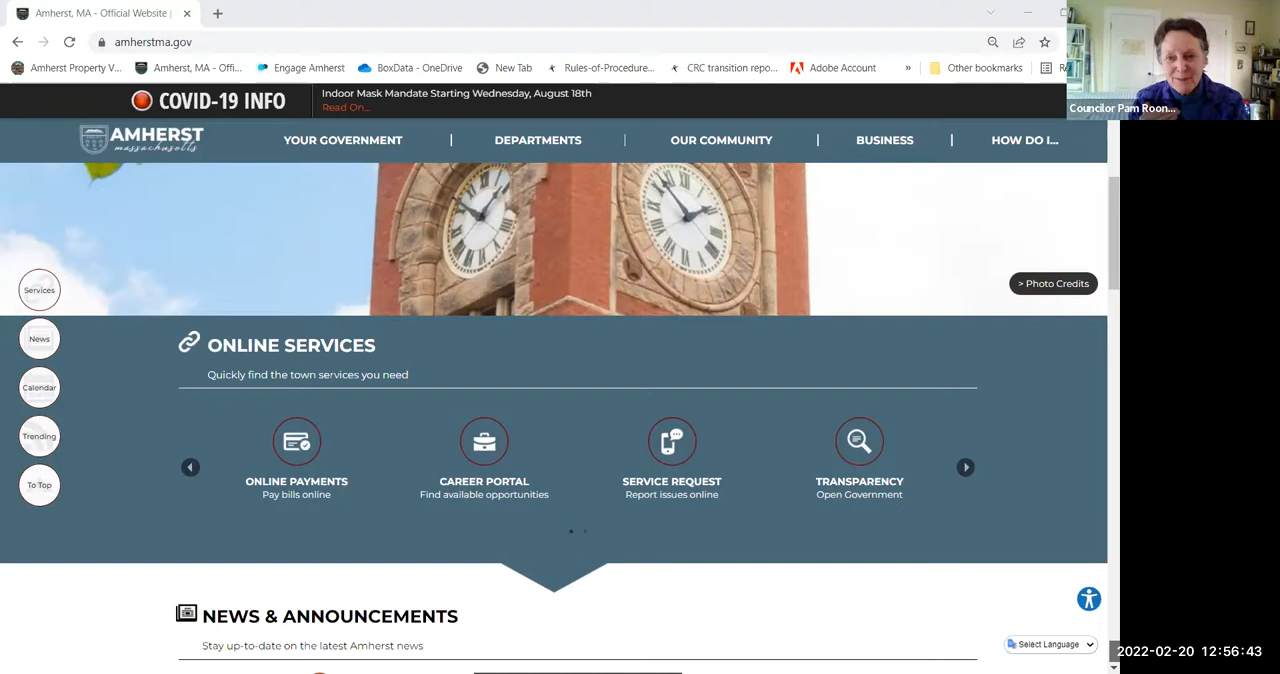 Amherst, MA - Official Website |
amherstma.gov
Amherst Property V... Amherst, MA - Offi... Engage Amherst BoxData - OneDrive New Tab Rules-of-Procedure... CRC transition repo... Adobe Account » Other bookmarks
Councilor Pam Roon...
COVID-19 INFO
Indoor Mask Mandate Starting Wednesday, August 18th
Read On...
AMHERST
massachusetts
YOUR GOVERNMENT | DEPARTMENTS | OUR COMMUNITY | BUSINESS | HOW DO I...
> Photo Credits
Services
News
Calendar
Trending
To Top
ONLINE SERVICES
Quickly find the town services you need
ONLINE PAYMENTS
Pay bills online
CAREER PORTAL
Find available opportunities
SERVICE REQUEST
Report issues online
TRANSPARENCY
Open Government
NEWS & ANNOUNCEMENTS
Stay up-to-date on the latest Amherst news
Select Language
2022-02-20 12:56:43